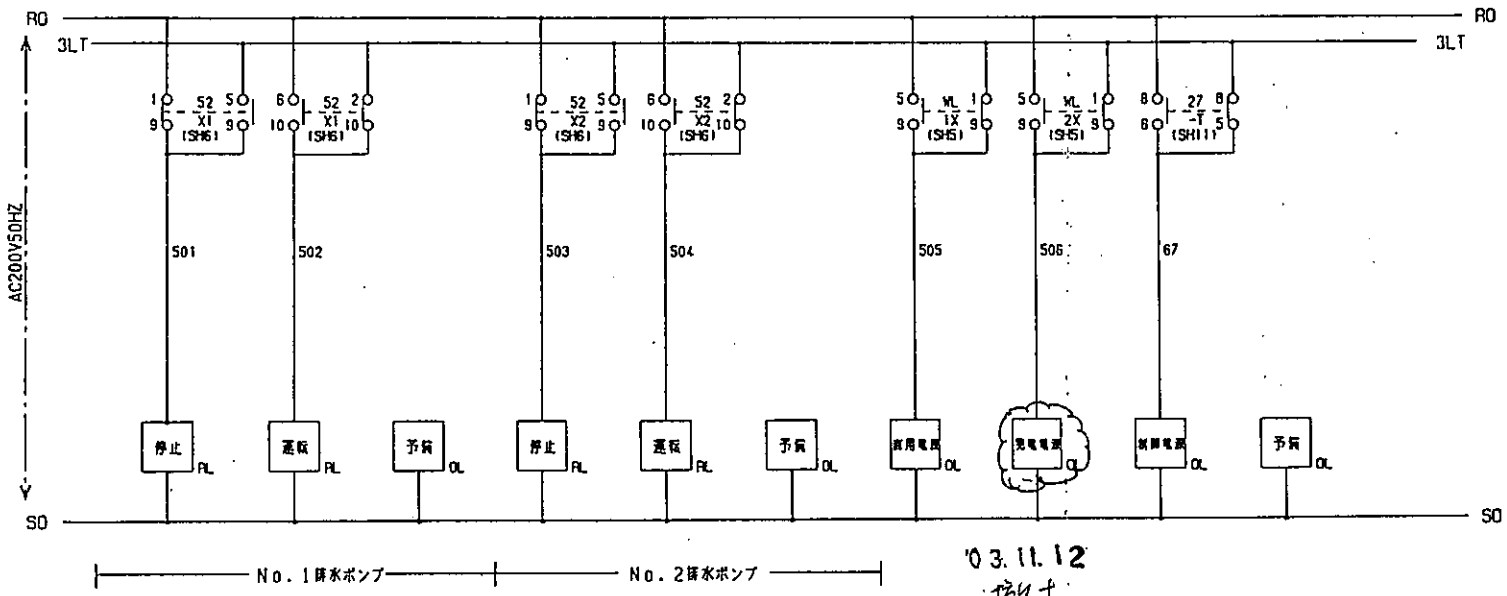 R0
R0
3LT
3LT
1 52 5
9 X1 9
(SH6)
6 52 2
10 X1 10
(SH6)
1 52 5
9 X2 9
(SH6)
6 52 2
10 X2 10
(SH6)
5 WL 1
9 1X 9
(SH5)
5 WL 1
9 2X 9
(SH5)
8 27 8
6 -T 5
(SH11)
AC200V50HZ
501
502
503
504
505
506
67
停止
RL
運転
RL
予備
OL
停止
RL
運転
RL
予備
OL
商用電源
OL
発電電源
OL
制御電源
OL
予備
OL
S0
S0
No.1排水ポンプ
No.2排水ポンプ
'03.11.12